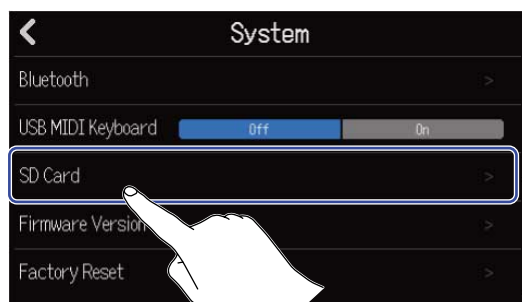 System
Bluetooth
USB MIDI Keyboard Off On
SD Card
Firmware Version
Factory Reset